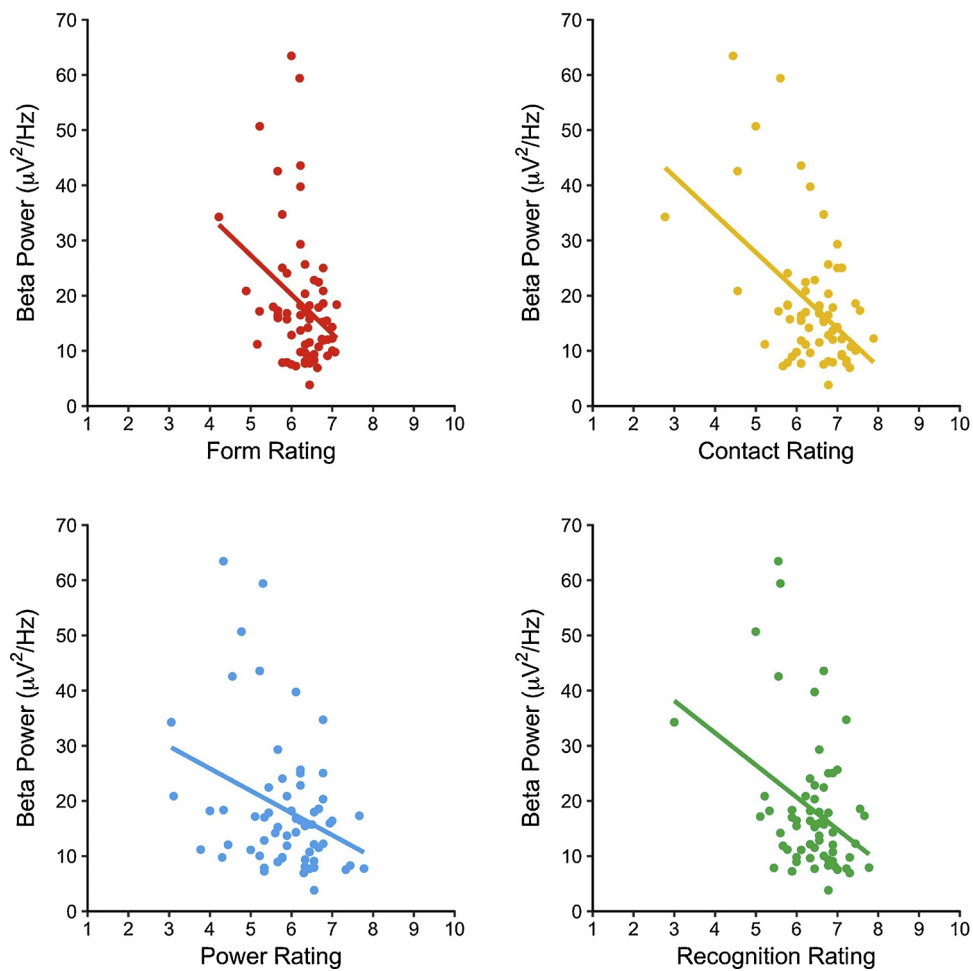 70
60
50
40
30
20
10
0
Beta Power (μV²/Hz)
1 2 3 4 5 6 7 8 9 10
Form Rating
70
60
50
40
30
20
10
0
Beta Power (μV²/Hz)
1 2 3 4 5 6 7 8 9 10
Contact Rating
70
60
50
40
30
20
10
0
Beta Power (μV²/Hz)
1 2 3 4 5 6 7 8 9 10
Power Rating
70
60
50
40
30
20
10
0
Beta Power (μV²/Hz)
1 2 3 4 5 6 7 8 9 10
Recognition Rating